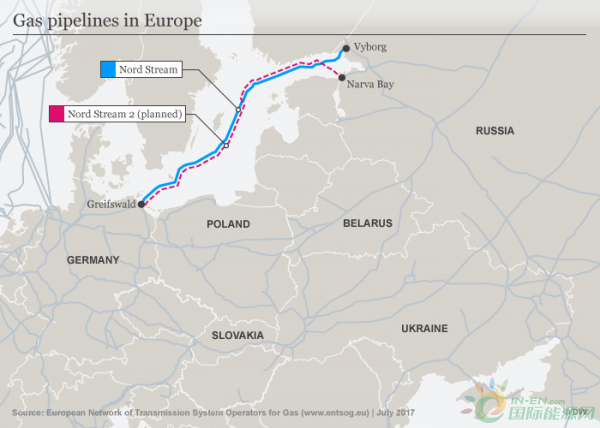 Gas pipelines in Europe
Vyborg
Nord Stream
Narva Bay
Nord Stream 2 (planned)
RUSSIA
Greifswald
POLAND
BELARUS
GERMANY
UKRAINE
SLOVAKIA
IN-EN.COM
国际能源网
Source: European Network of Transmission System Operators for Gas (www.entsog.eu) | July 2017
©DW